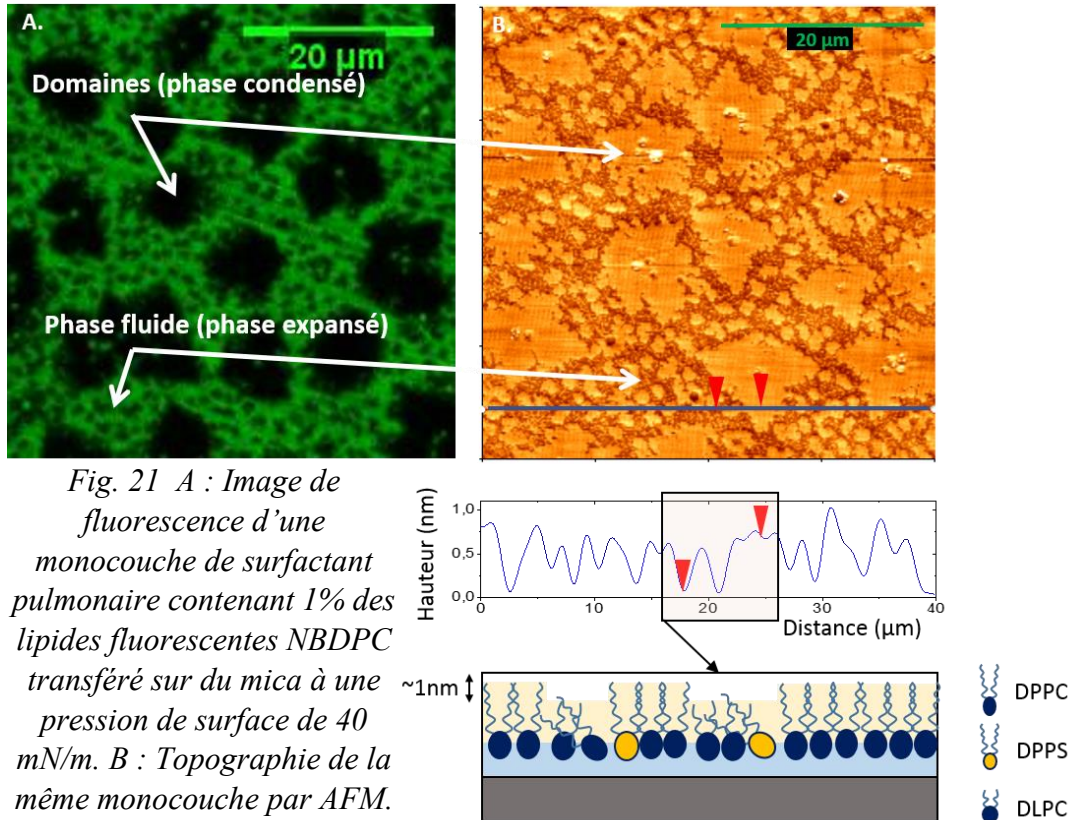 A.
20 µm
Domaines (phase condensé)
Phase fluide (phase expansé)
B.
20 µm
Fig. 21 A : Image de
fluorescence d’une
monocouche de surfactant
pulmonaire contenant 1% des
lipides fluorescentes NBDPC
transféré sur du mica à une
pression de surface de 40
mN/m. B : Topographie de la
même monocouche par AFM.
Hauteur (nm)
1,0
0,5
0,0
0 10 20 30 40
Distance (µm)
~1nm
DPPC
DPPS
DLPC